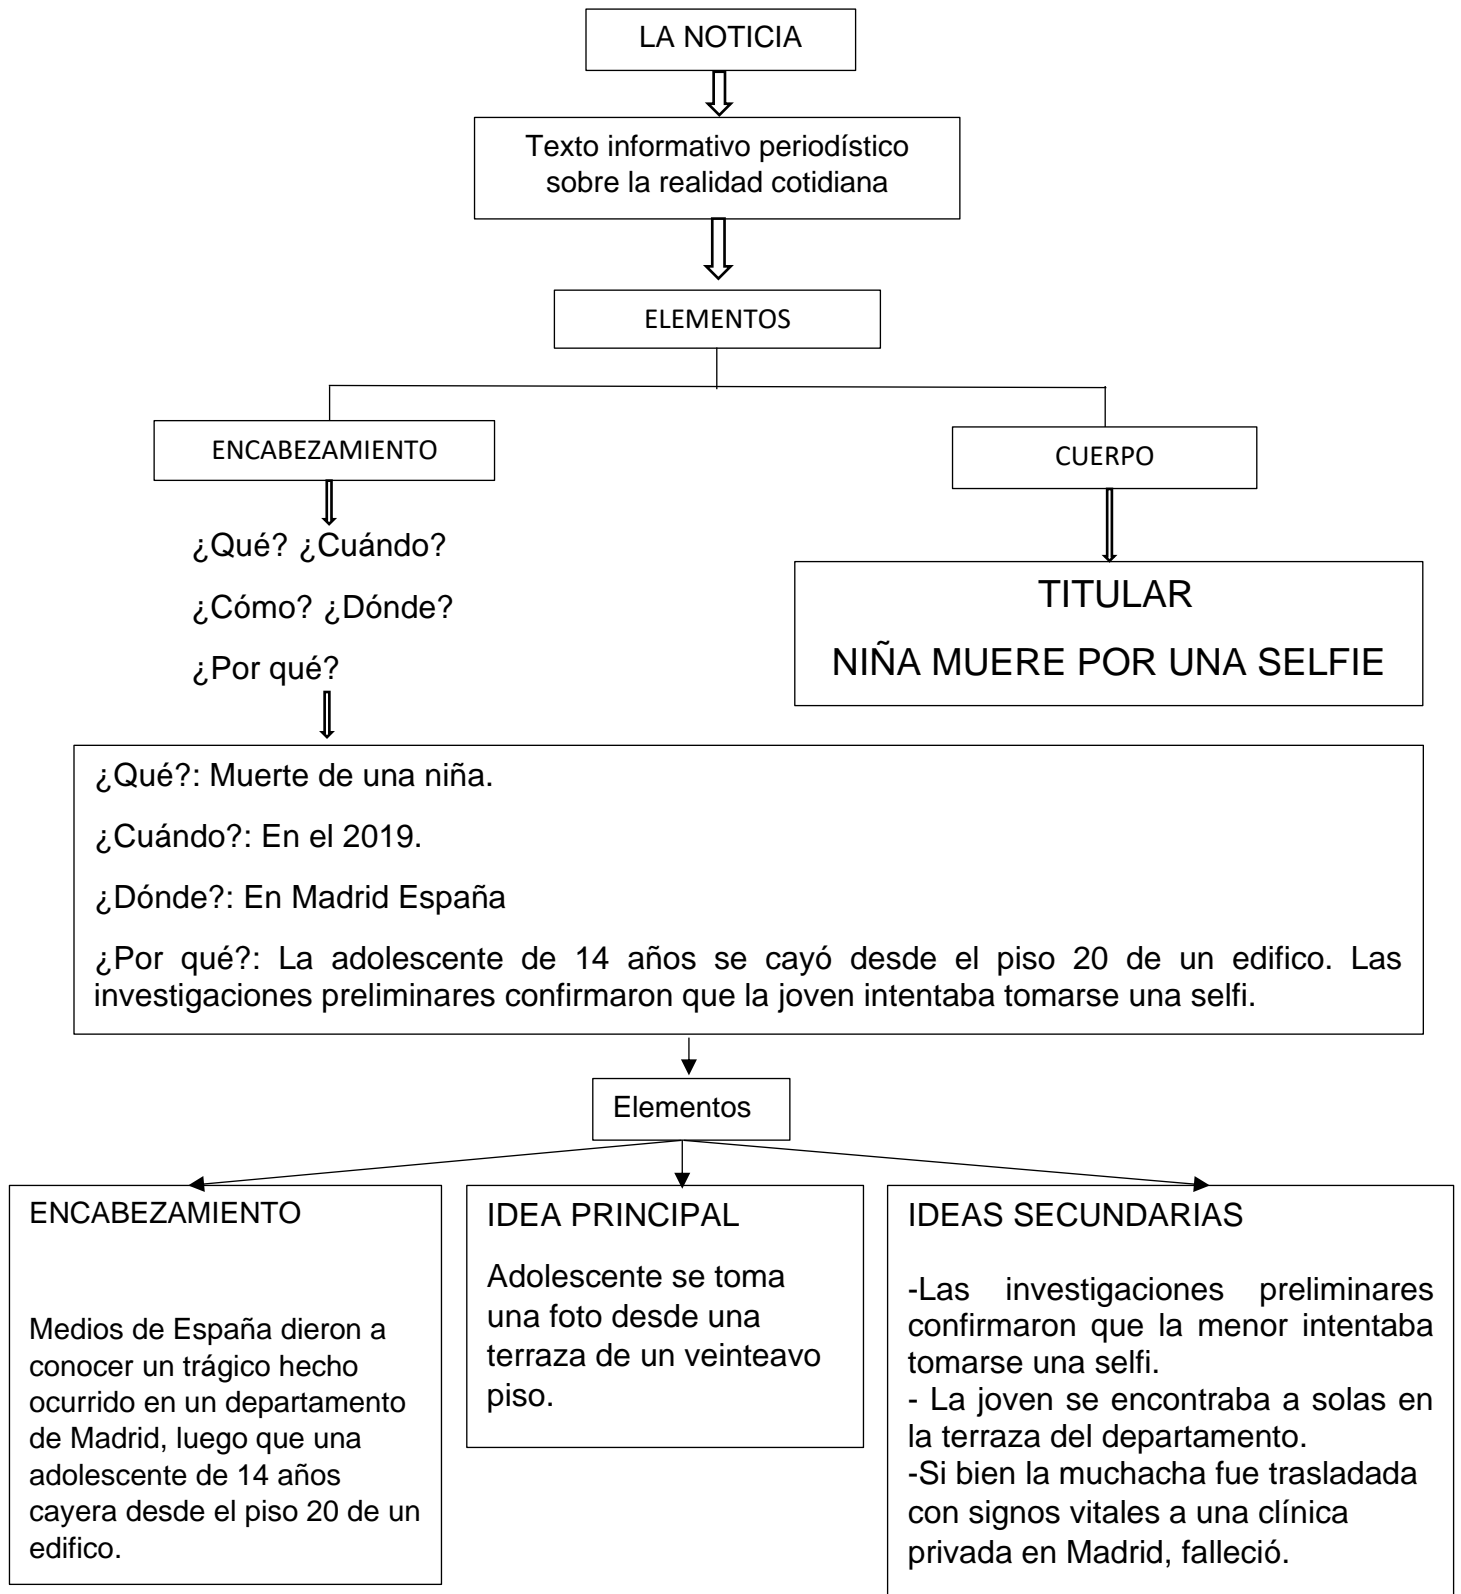 LA NOTICIA
Texto informativo periodístico
sobre la realidad cotidiana
ELEMENTOS
ENCABEZAMIENTO
CUERPO
¿Qué? ¿Cuándo?
¿Cómo? ¿Dónde?
¿Por qué?
TITULAR
NIÑA MUERE POR UNA SELFIE
¿Qué?: Muerte de una niña.
¿Cuándo?: En el 2019.
¿Dónde?: En Madrid España
¿Por qué?: La adolescente de 14 años se cayó desde el piso 20 de un edifico. Las
investigaciones preliminares confirmaron que la joven intentaba tomarse una selfi.
Elementos
ENCABEZAMIENTO
Medios de España dieron a
conocer un trágico hecho
ocurrido en un departamento
de Madrid, luego que una
adolescente de 14 años
cayera desde el piso 20 de un
edifico.
IDEA PRINCIPAL
Adolescente se toma
una foto desde una
terraza de un veinteavo
piso.
IDEAS SECUNDARIAS
-Las investigaciones preliminares
confirmaron que la menor intentaba
tomarse una selfi.
- La joven se encontraba a solas en
la terraza del departamento.
-Si bien la muchacha fue trasladada
con signos vitales a una clínica
privada en Madrid, falleció.